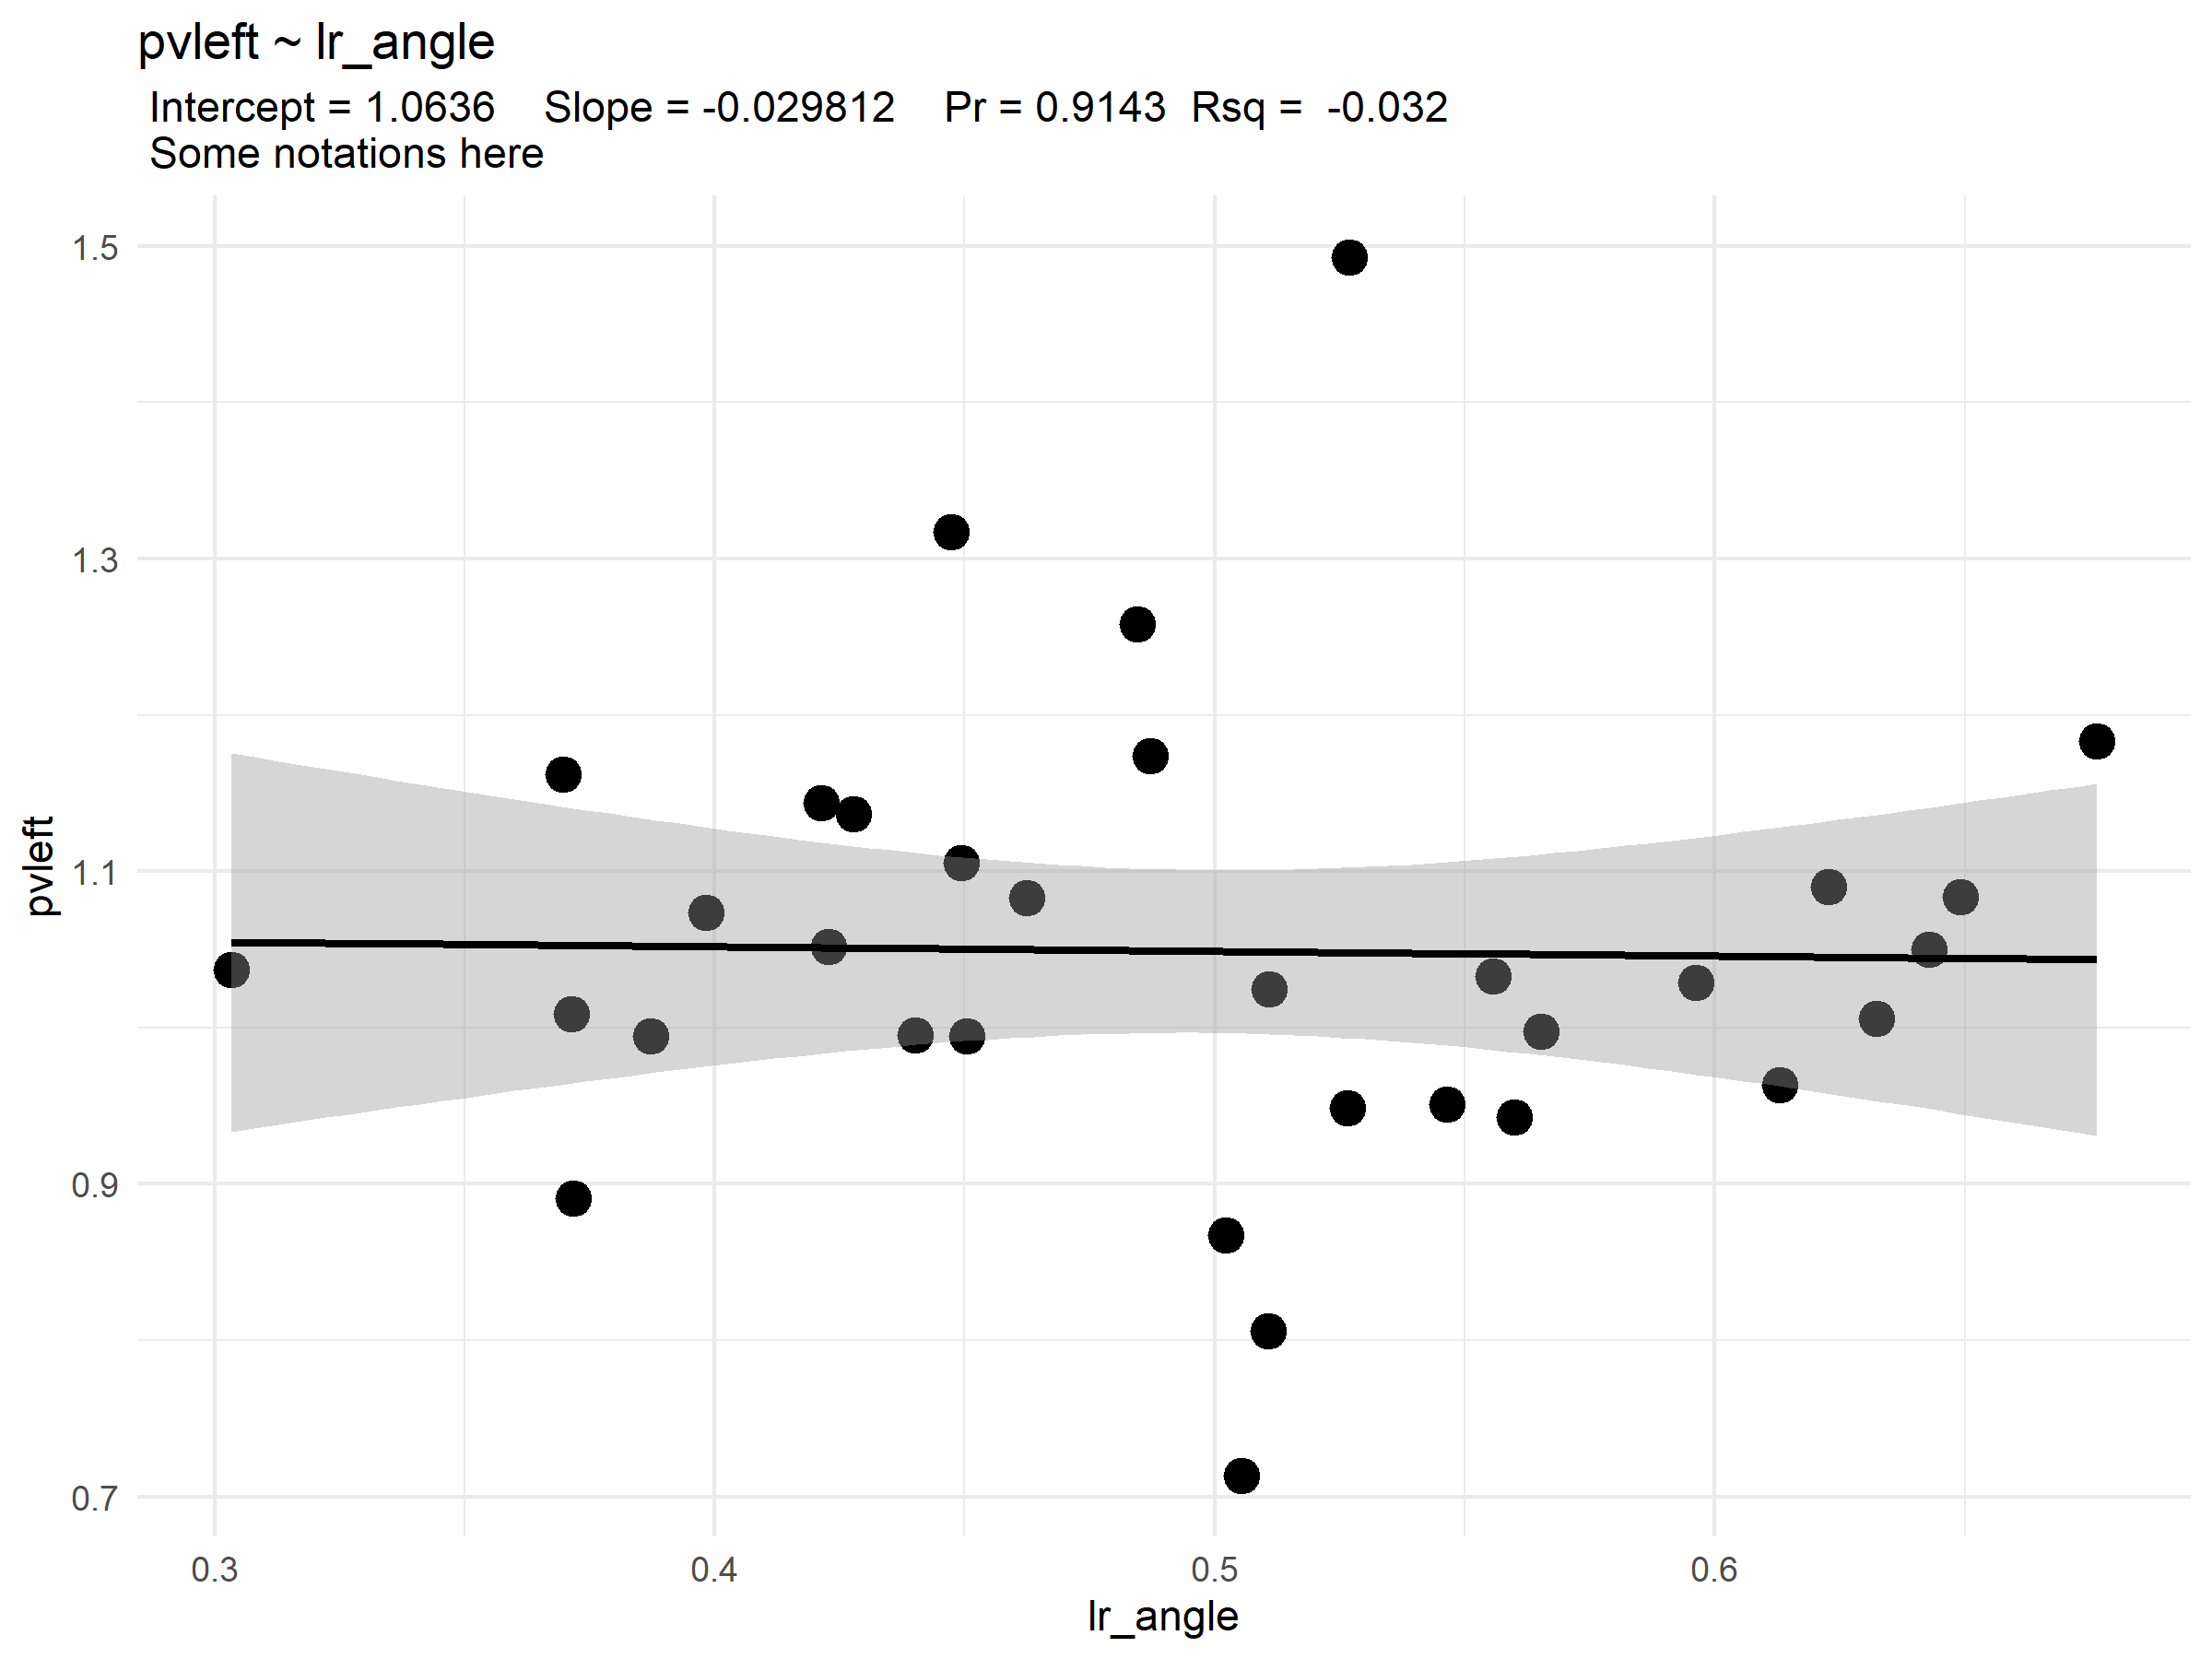 pvleft ~ lr_angle
Intercept = 1.0636 Slope = -0.029812 Pr = 0.9143 Rsq = -0.032
Some notations here
1.5
1.3
1.1
0.9
0.7
pvleft
0.3 0.4 0.5 0.6
lr_angle